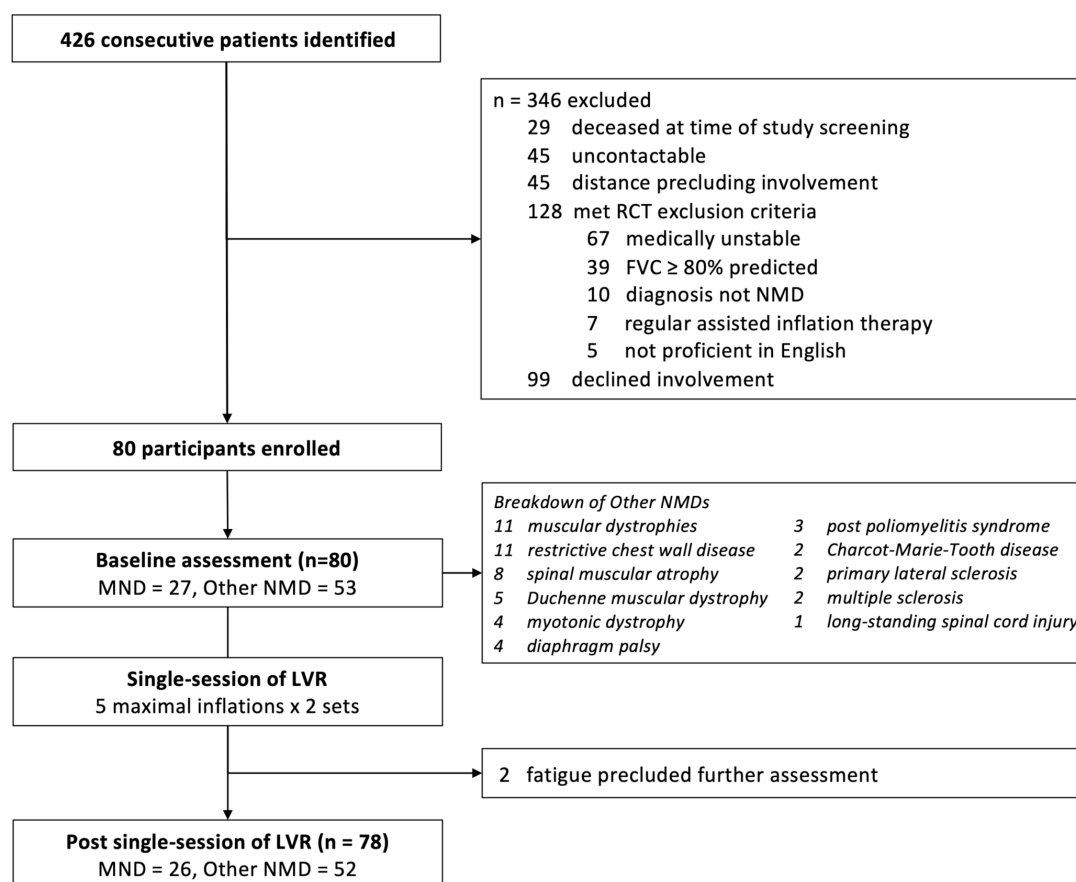 426 consecutive patients identified
n = 346 excluded
29 deceased at time of study screening
45 uncontactable
45 distance precluding involvement
128 met RCT exclusion criteria
67 medically unstable
39 FVC ≥ 80% predicted
10 diagnosis not NMD
7 regular assisted inflation therapy
5 not proficient in English
99 declined involvement
80 participants enrolled
Baseline assessment (n=80)
MND = 27, Other NMD = 53
Breakdown of Other NMDs
11 muscular dystrophies
11 restrictive chest wall disease
8 spinal muscular atrophy
5 Duchenne muscular dystrophy
4 myotonic dystrophy
4 diaphragm palsy
3 post poliomyelitis syndrome
2 Charcot-Marie-Tooth disease
2 primary lateral sclerosis
2 multiple sclerosis
1 long-standing spinal cord injury
Single-session of LVR
5 maximal inflations x 2 sets
2 fatigue precluded further assessment
Post single-session of LVR (n = 78)
MND = 26, Other NMD = 52